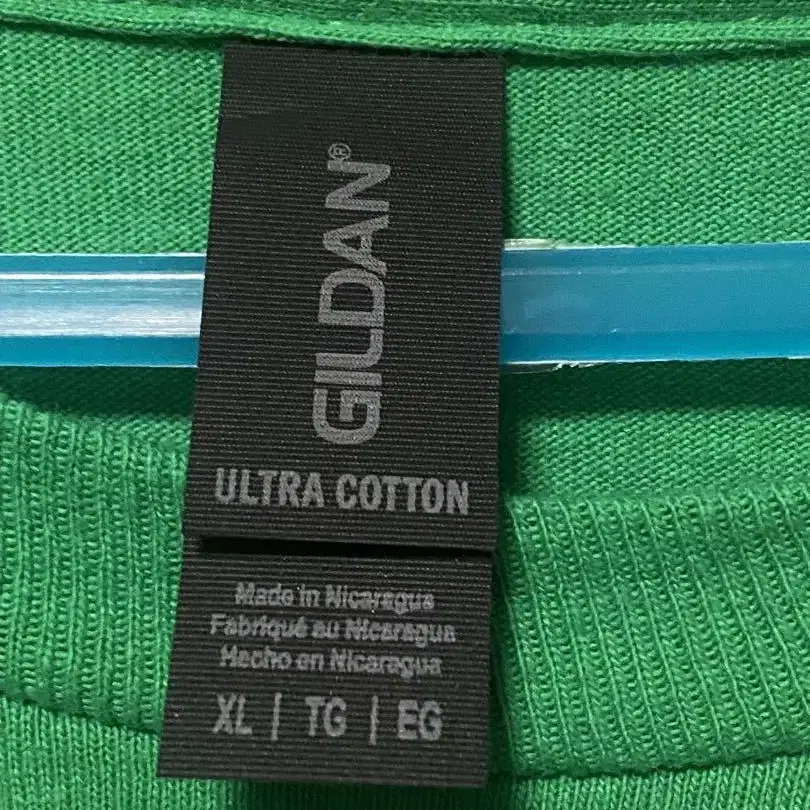 GILDAN®
ULTRA COTTON
Made in Nicaragua
Fabriqué au Nicaragua
Hecho en Nicaragua
XL | TG | EG